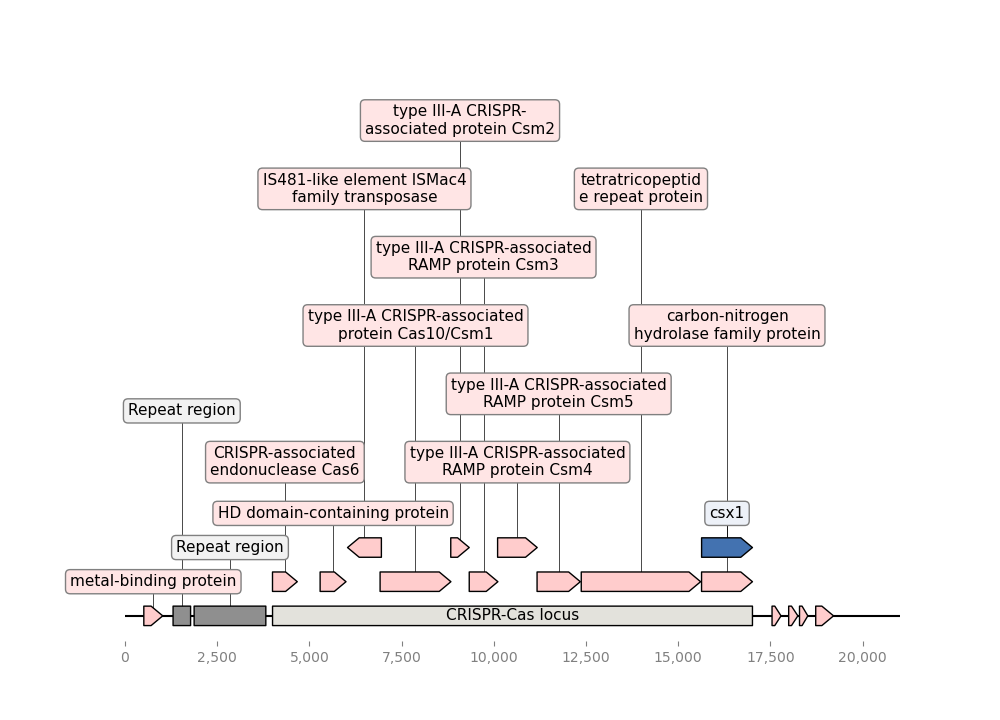 type III-A CRISPR-
associated protein Csm2
IS481-like element ISMac4
family transposase
tetratricopeptid
e repeat protein
type III-A CRISPR-associated
RAMP protein Csm3
type III-A CRISPR-associated
protein Cas10/Csm1
carbon-nitrogen
hydrolase family protein
type III-A CRISPR-associated
RAMP protein Csm5
Repeat region
CRISPR-associated
endonuclease Cas6
type III-A CRISPR-associated
RAMP protein Csm4
HD domain-containing protein
csx1
Repeat region
metal-binding protein
CRISPR-Cas locus
0 2,500 5,000 7,500 10,000 12,500 15,000 17,500 20,000